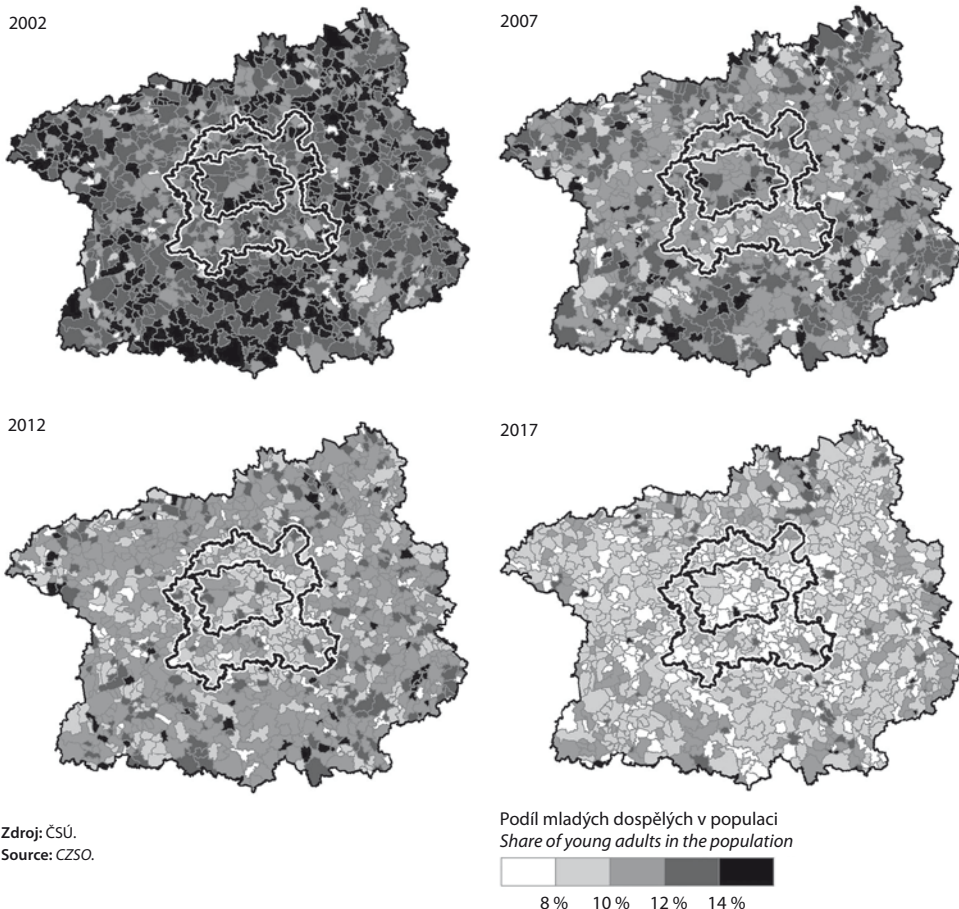 2002
2007
2012
2017
Zdroj: ČSÚ.
Source: CZSO.
Podíl mladých dospělých v populaci
Share of young adults in the population
8 % 10 % 12 % 14 %